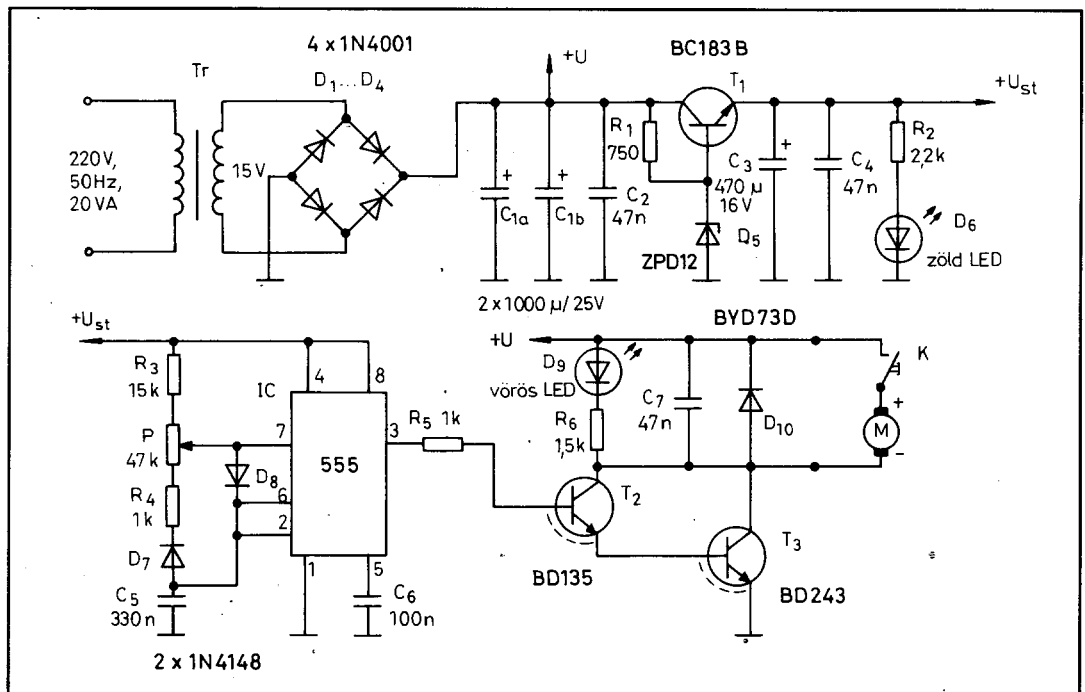 4 x 1N4001
D1...D4
Tr
220V,
50Hz,
20VA
15V
+U
BC183B
T1
+Ust
R1
750
C1a
+
C1b
+
C2
47n
C3
+
470 µ
16V
C4
47n
R2
2,2k
D5
ZPD12
D6
zöld LED
2 x 1000 µ/ 25V
+Ust
R3
15k
P
47k
R4
1k
D7
C5
330n
2 x 1N4148
D8
IC
4
8
7
6
2
3
1
5
555
C6
100n
R5 1k
+U
BYD73D
D9
vörös LED
R6
1,5k
C7
47n
D10
K
+
M
-
T2
BD135
T3
BD243